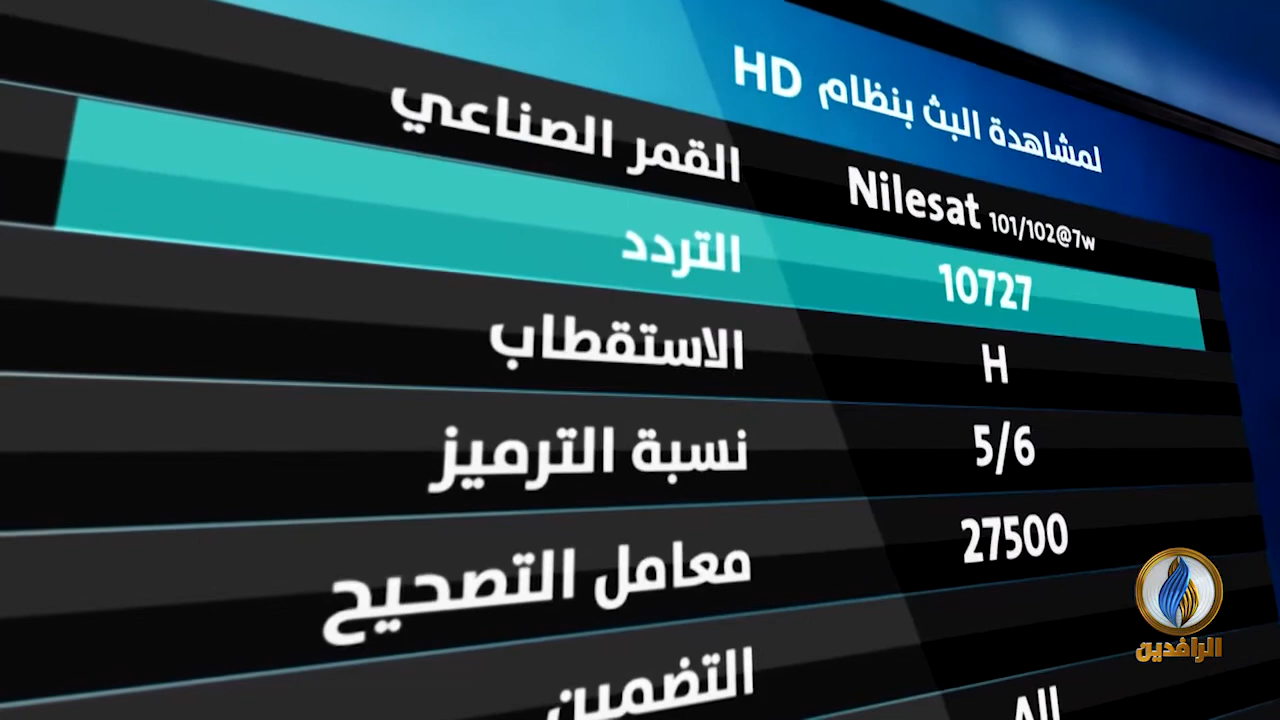 لمشاهدة البث بنظام HD
القمر الصناعي Nilesat 101/102@7w
التردد 10727
الاستقطاب H
نسبة الترميز 5/6
معامل التصحيح 27500
التضمين All
الرافدين